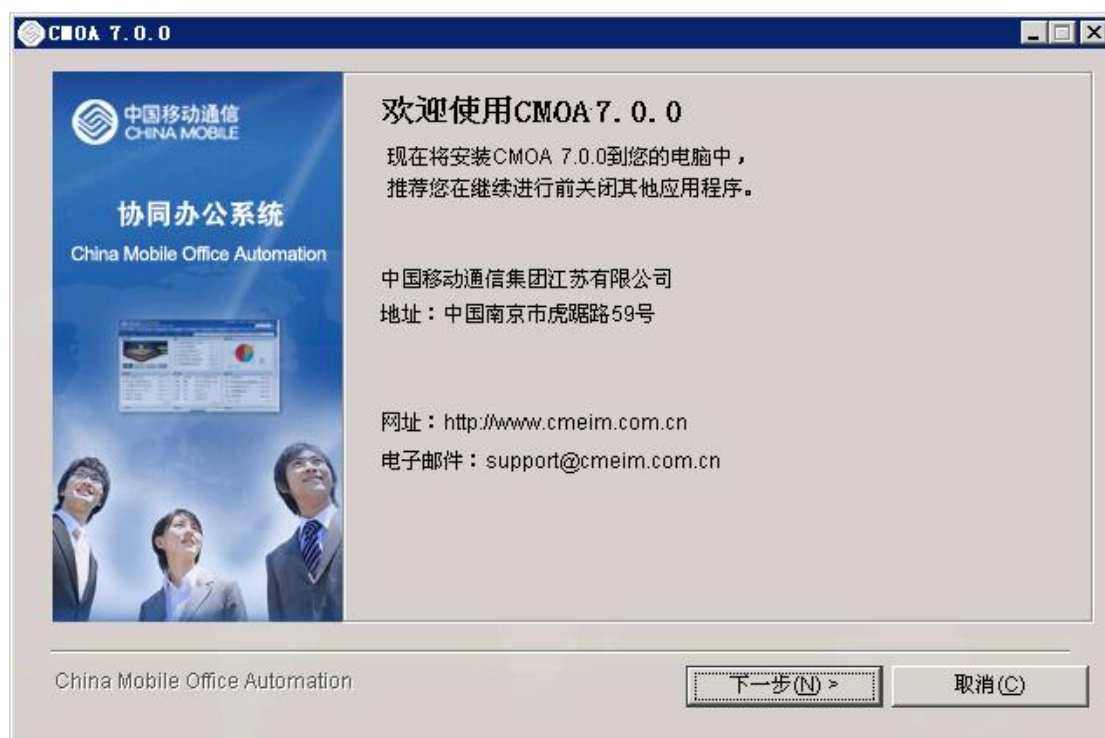 CMOA 7.0.0
中国移动通信
CHINA MOBILE
协同办公系统
China Mobile Office Automation
欢迎使用CMOA 7.0.0
现在将安装CMOA 7.0.0到您的电脑中，
推荐您在继续进行前关闭其他应用程序。
中国移动通信集团江苏有限公司
地址：中国南京市虎踞路59号
网址：http://www.cmeim.com.cn
电子邮件：support@cmeim.com.cn
China Mobile Office Automation
下一步(N) >
取消(C)